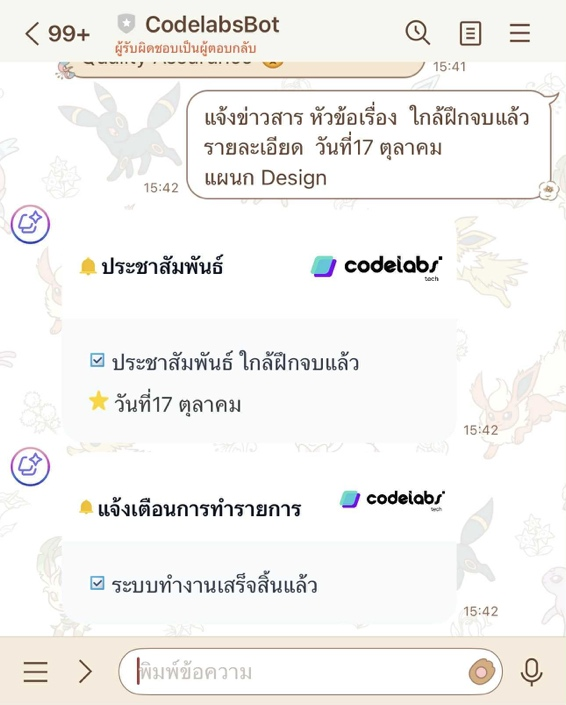 99+
CodelabsBot
ผู้รับผิดชอบเป็นผู้ตอบกลับ
Quality Assurance
15:41
แจ้งข่าวสาร หัวข้อเรื่อง ใกล้ฝึกจบแล้ว
รายละเอียด วันที่17 ตุลาคม
แผนก Design
15:42
ประชาสัมพันธ์
codelabs
tech
ประชาสัมพันธ์ ใกล้ฝึกจบแล้ว
วันที่17 ตุลาคม
15:42
แจ้งเตือนการทำรายการ
codelabs
tech
ระบบทำงานเสร็จสิ้นแล้ว
15:42
พิมพ์ข้อความ